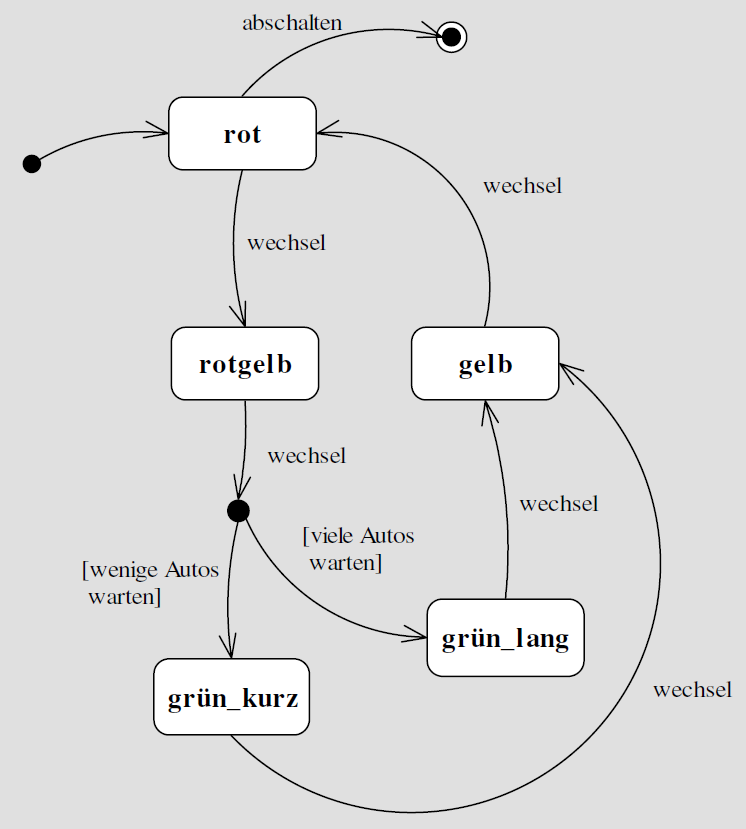 abschalten
rot
wechsel
wechsel
rotgelb
gelb
wechsel
wechsel
[viele Autos
warten]
[wenige Autos
warten]
grün_lang
grün_kurz
wechsel